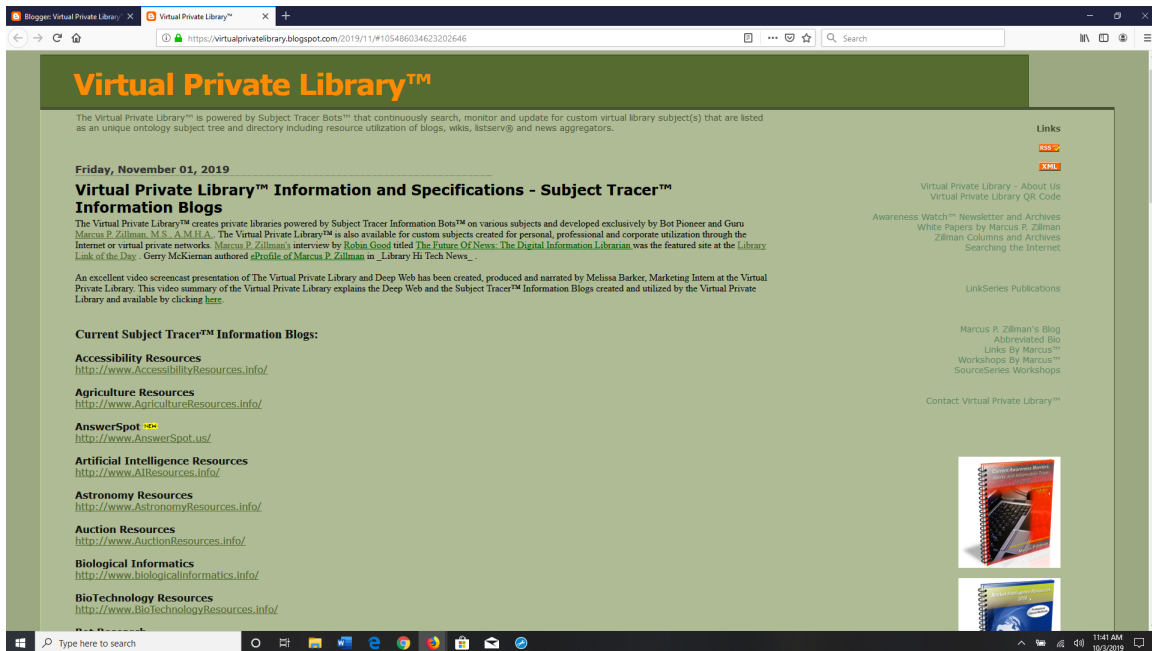 Blogger: Virtual Private Library
Virtual Private Library™
https://virtualprivatelibrary.blogspot.com/2019/11/#105486034623202646
Search
Virtual Private Library™
The Virtual Private Library™ is powered by Subject Tracer Bots™ that continuously search, monitor and update for custom virtual library subject(s) that are listed
as an unique ontology subject tree and directory including resource utilization of blogs, wikis, listserv® and news aggregators.
Friday, November 01, 2019
Virtual Private Library™ Information and Specifications - Subject Tracer™
Information Blogs
The Virtual Private Library™ creates private libraries powered by Subject Tracer Information Bots™ on various subjects and developed exclusively by Bot Pioneer and Guru
Marcus P. Zillman, M.S., A.M.H.A.. The Virtual Private Library™ is also available for custom subjects created for personal, professional and corporate utilization through the
Internet or virtual private networks. Marcus P. Zillman's interview by Robin Good titled The Future Of News: The Digital Information Librarian was the featured site at the Library
Link of the Day . Gerry McKiernan authored eProfile of Marcus P. Zillman in _Library Hi Tech News_ .
An excellent video screencast presentation of The Virtual Private Library and Deep Web has been created, produced and narrated by Melissa Barker, Marketing Intern at the Virtual
Private Library. This video summary of the Virtual Private Library explains the Deep Web and the Subject Tracer™ Information Blogs created and utilized by the Virtual Private
Library and available by clicking here.
Current Subject Tracer™ Information Blogs:
Accessibility Resources
http://www.AccessibilityResources.info/
Agriculture Resources
http://www.AgricultureResources.info/
AnswerSpot NEW
http://www.AnswerSpot.us/
Artificial Intelligence Resources
http://www.AIResources.info/
Astronomy Resources
http://www.AstronomyResources.info/
Auction Resources
http://www.AuctionResources.info/
Biological Informatics
http://www.biologicalinformatics.info/
BioTechnology Resources
http://www.BioTechnologyResources.info/
Bot Research
Links
RSS
XML
Virtual Private Library - About Us
Virtual Private Library QR Code
Awareness Watch™ Newsletter and Archives
White Papers by Marcus P. Zillman
Zillman Columns and Archives
Searching the Internet
LinkSeries Publications
Marcus P. Zillman's Blog
Abbreviated Bio
Links By Marcus™
Workshops By Marcus™
SourceSeries Workshops
Contact Virtual Private Library™
Type here to search
11:41 AM
10/3/2019